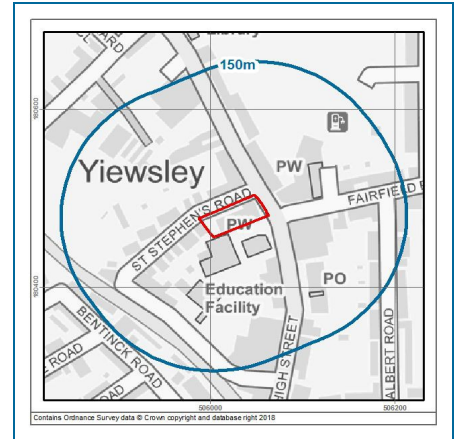 Library
150m
180600
Yiewsley
PW
ST STEPHEN'S ROAD
FAIRFIELD
PW
Education
Facility
PO
180400
BENTINCK ROAD
ROAD
HIGH STREET
ALBERT ROAD
506000
506200
Contains Ordnance Survey data © Crown copyright and database right 2018